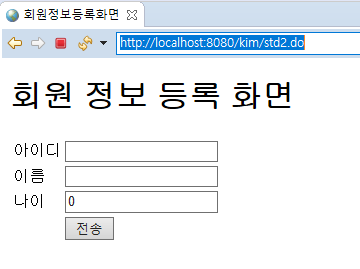 회원정보등록화면
http://localhost:8080/kim/std2.do
회원 정보 등록 화면
아이디
이름
나이 0
전송